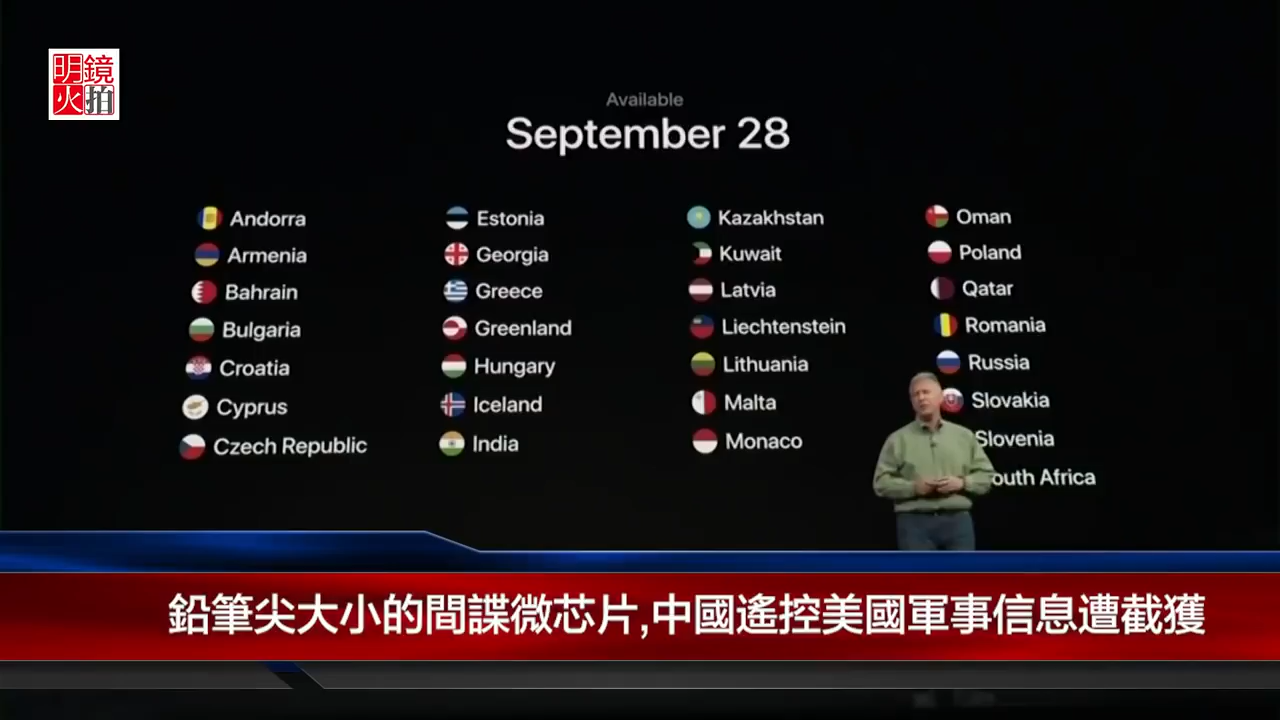 明鏡
火拍
Available
September 28
Andorra
Armenia
Bahrain
Bulgaria
Croatia
Cyprus
Czech Republic
Estonia
Georgia
Greece
Greenland
Hungary
Iceland
India
Kazakhstan
Kuwait
Latvia
Liechtenstein
Lithuania
Malta
Monaco
Oman
Poland
Qatar
Romania
Russia
Slovakia
Slovenia
outh Africa
鉛筆尖大小的間諜微芯片,中國遙控美國軍事信息遭截獲